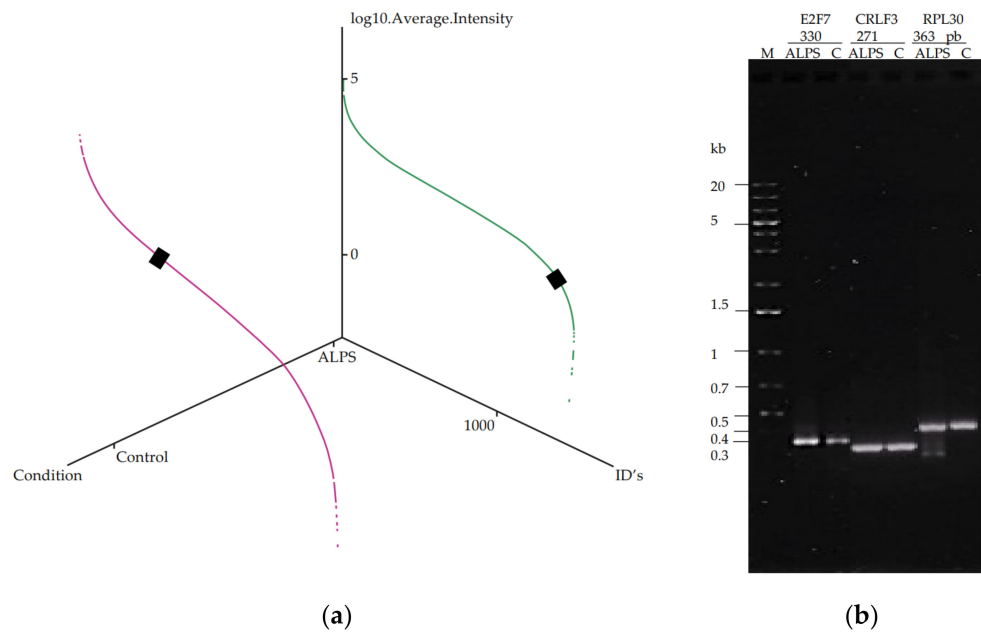 log10.Average.Intensity
5
0
ALPS
1000
Control
Condition
ID's
(a)
E2F7 CRLF3 RPL30
330 271 363 pb
M ALPS C ALPS C ALPS C
kb
20
5
1.5
1
0.7
0.5
0.4
0.3
(b)